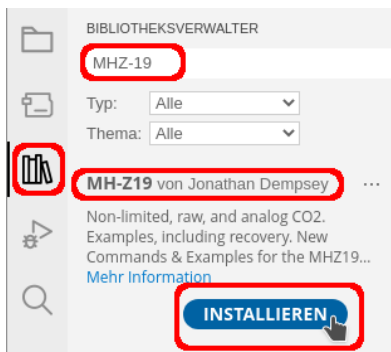 BIBLIOTHEKSVERWALTER
MHZ-19
Typ: Alle
Thema: Alle
MH-Z19 von Jonathan Dempsey ...
Non-limited, raw, and analog CO2.
Examples, including recovery. New
Commands & Examples for the MHZ19...
Mehr Information
INSTALLIEREN